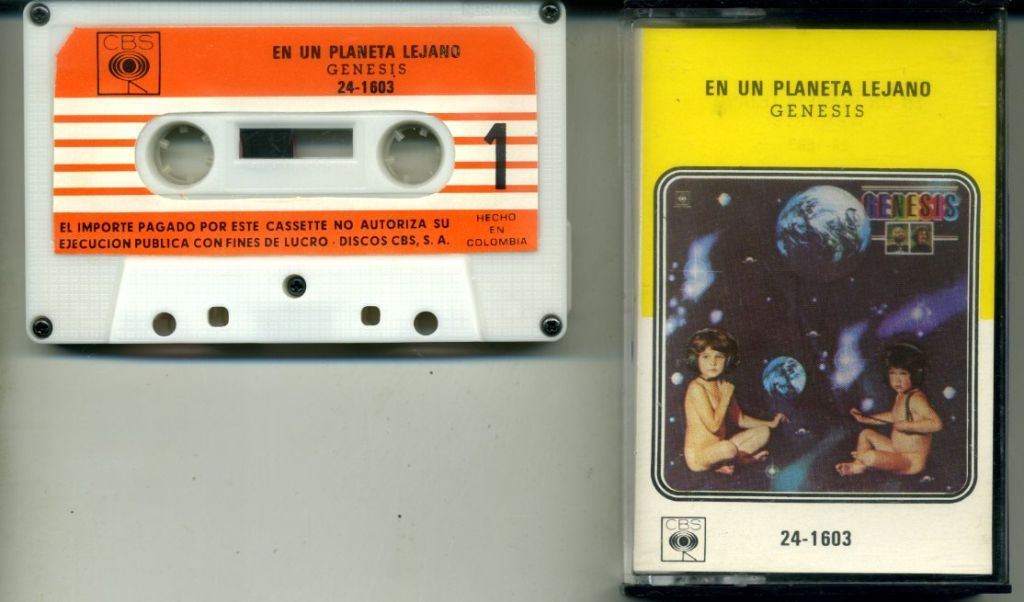 CBS
EN UN PLANETA LEJANO
GENESIS
24-1603
1
EL IMPORTE PAGADO POR ESTE CASSETTE NO AUTORIZA SU
EJECUCION PUBLICA CON FINES DE LUCRO - DISCOS CBS, S. A.
HECHO
EN
COLOMBIA
EN UN PLANETA LEJANO
GENESIS
GENESIS
CBS
24-1603